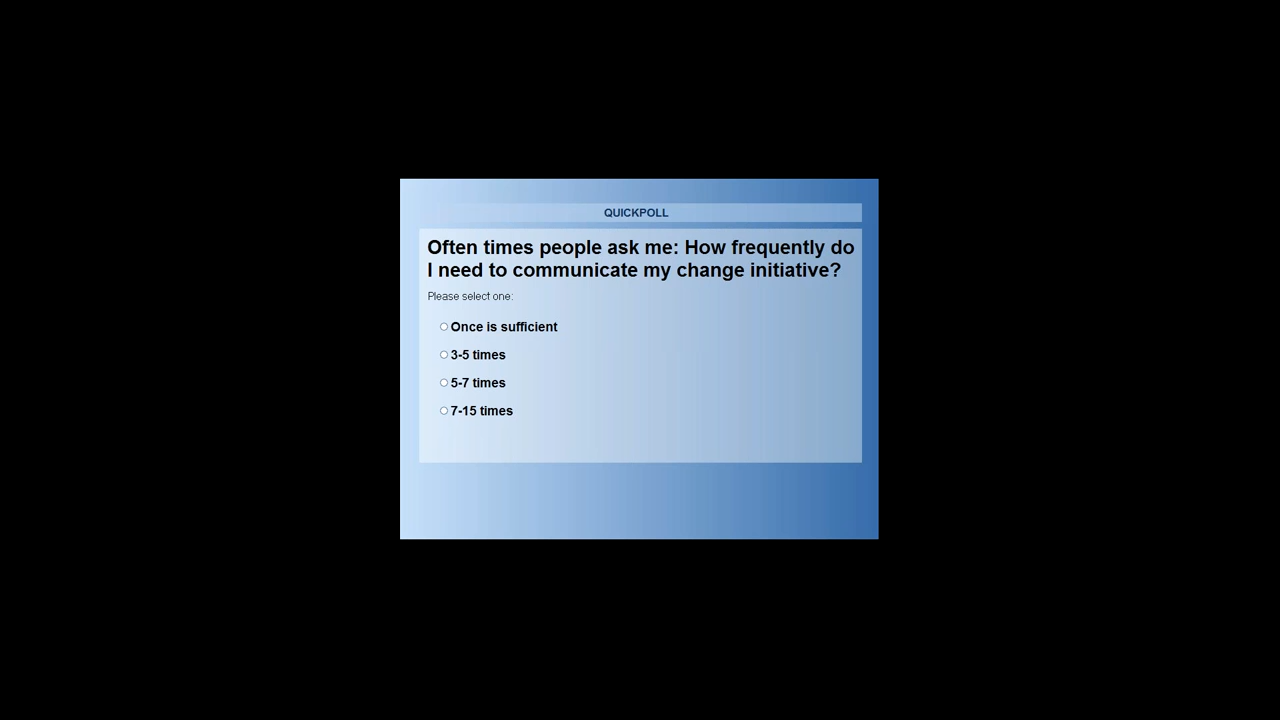 QUICKPOLL
Often times people ask me: How frequently do
I need to communicate my change initiative?
Please select one:
Once is sufficient
3-5 times
5-7 times
7-15 times